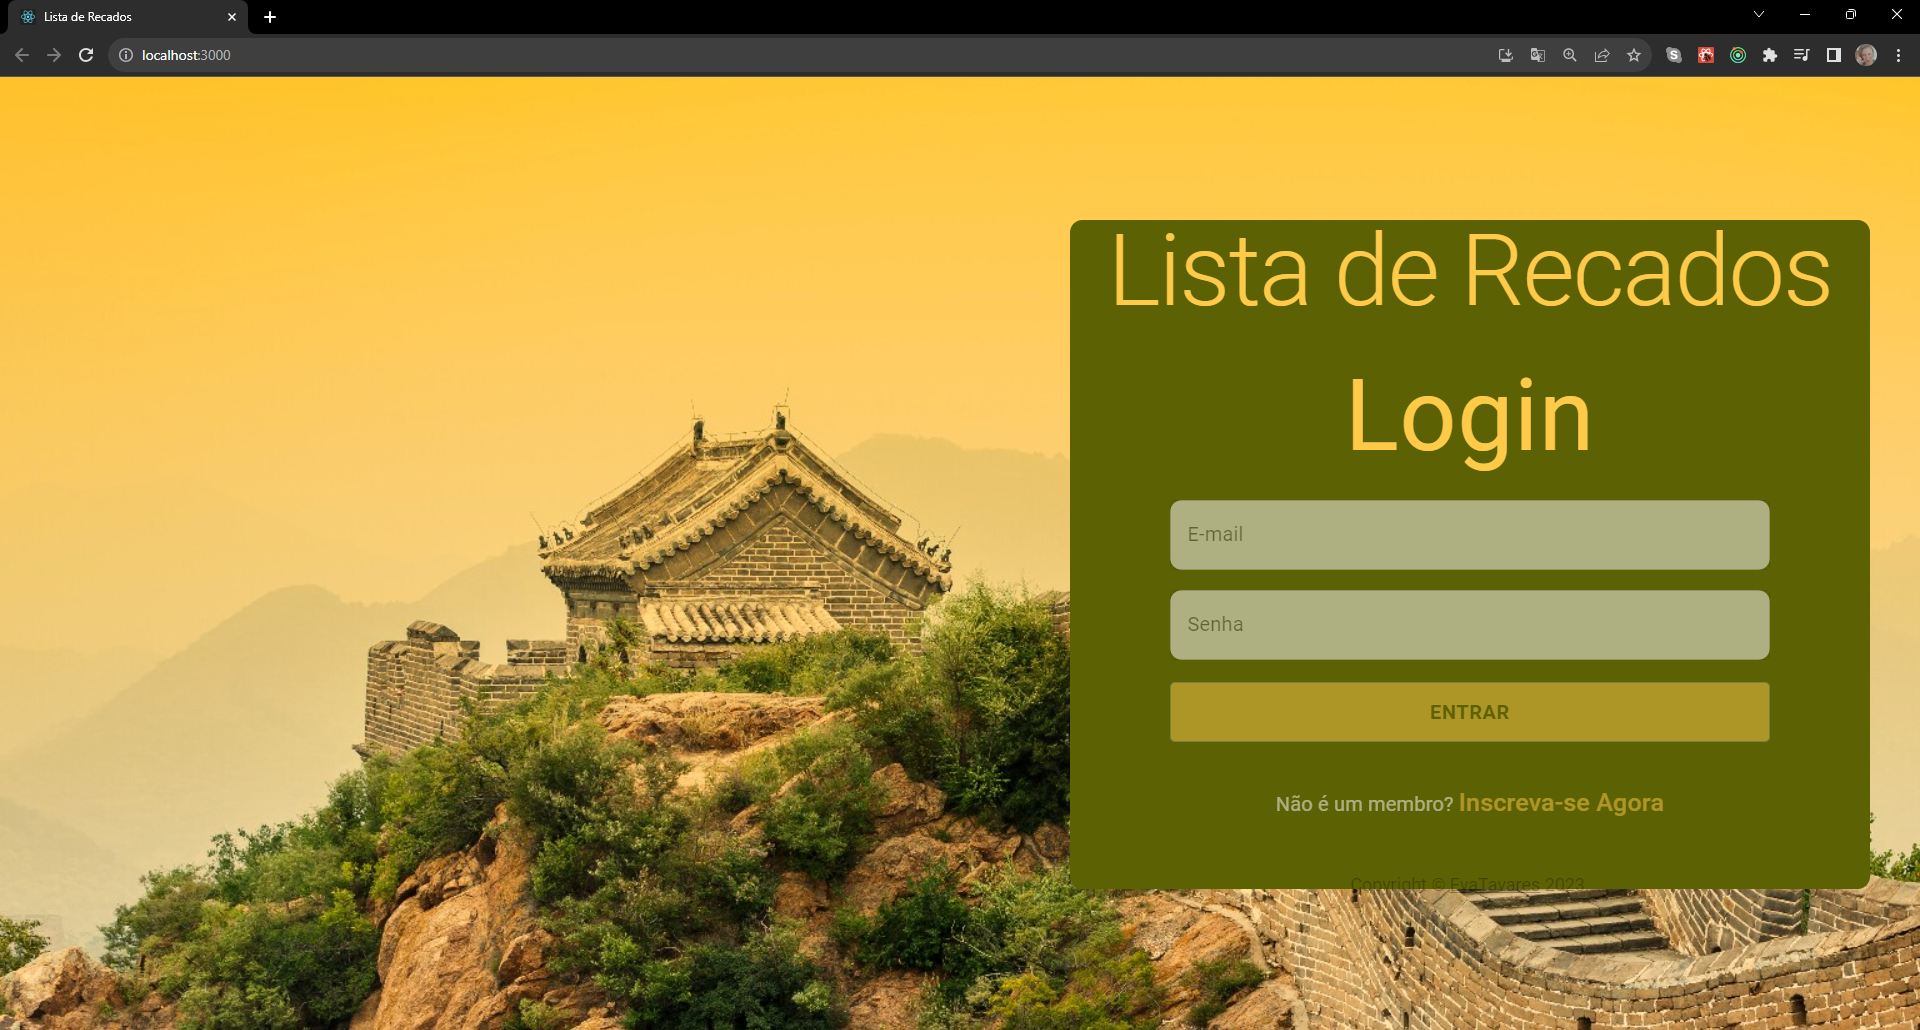 Lista de Recados
localhost:3000
Lista de Recados
Login
E-mail
Senha
ENTRAR
Não é um membro? Inscreva-se Agora
Copyright © EvaTavares 2023